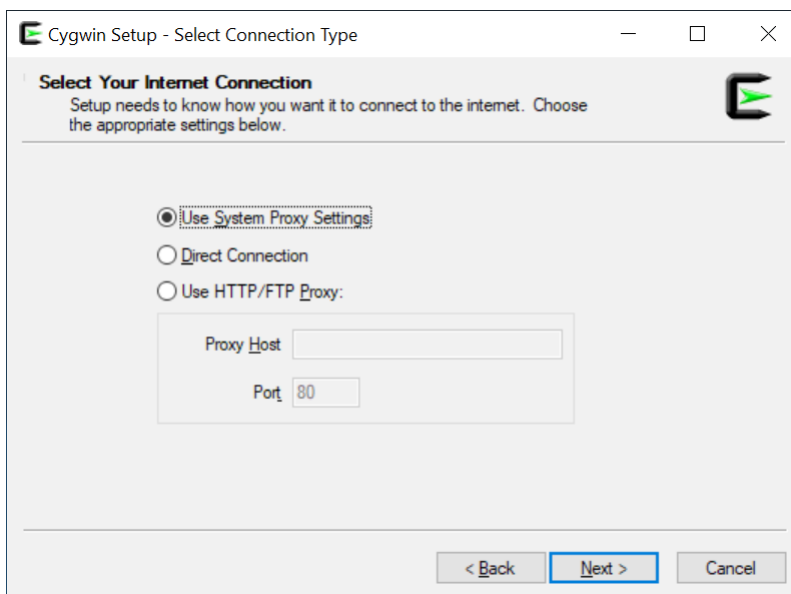 Cygwin Setup - Select Connection Type
Select Your Internet Connection
Setup needs to know how you want it to connect to the internet. Choose
the appropriate settings below.
Use System Proxy Settings
Direct Connection
Use HTTP/FTP Proxy:
Proxy Host
Port 80
< Back Next > Cancel